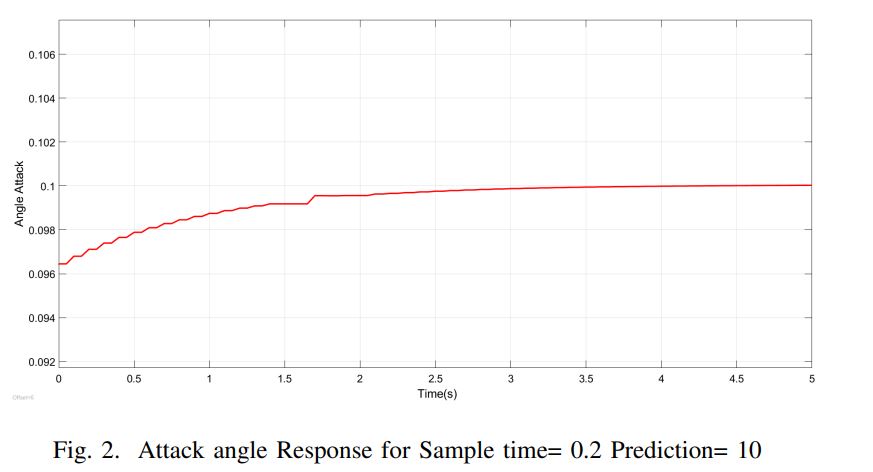 0.106
0.104
0.102
0.1
0.098
0.096
0.094
0.092
Angle Attack
0 0.5 1 1.5 2 2.5 3 3.5 4 4.5 5
Time(s)
Offset=0
Fig. 2. Attack angle Response for Sample time= 0.2 Prediction= 10